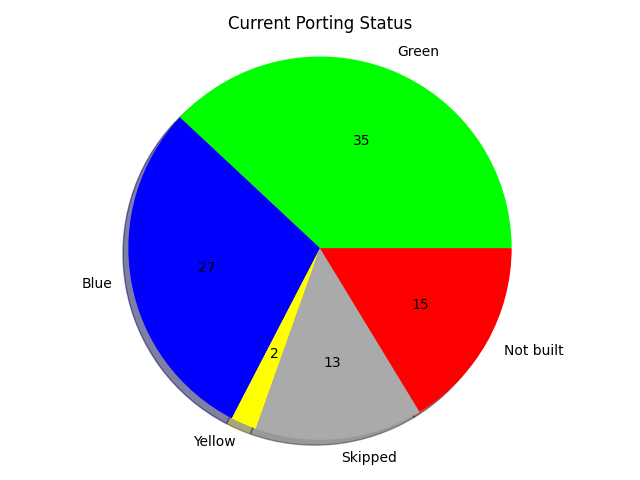 Current Porting Status
Green
35
Blue
27
15
Not built
2
13
Yellow
Skipped